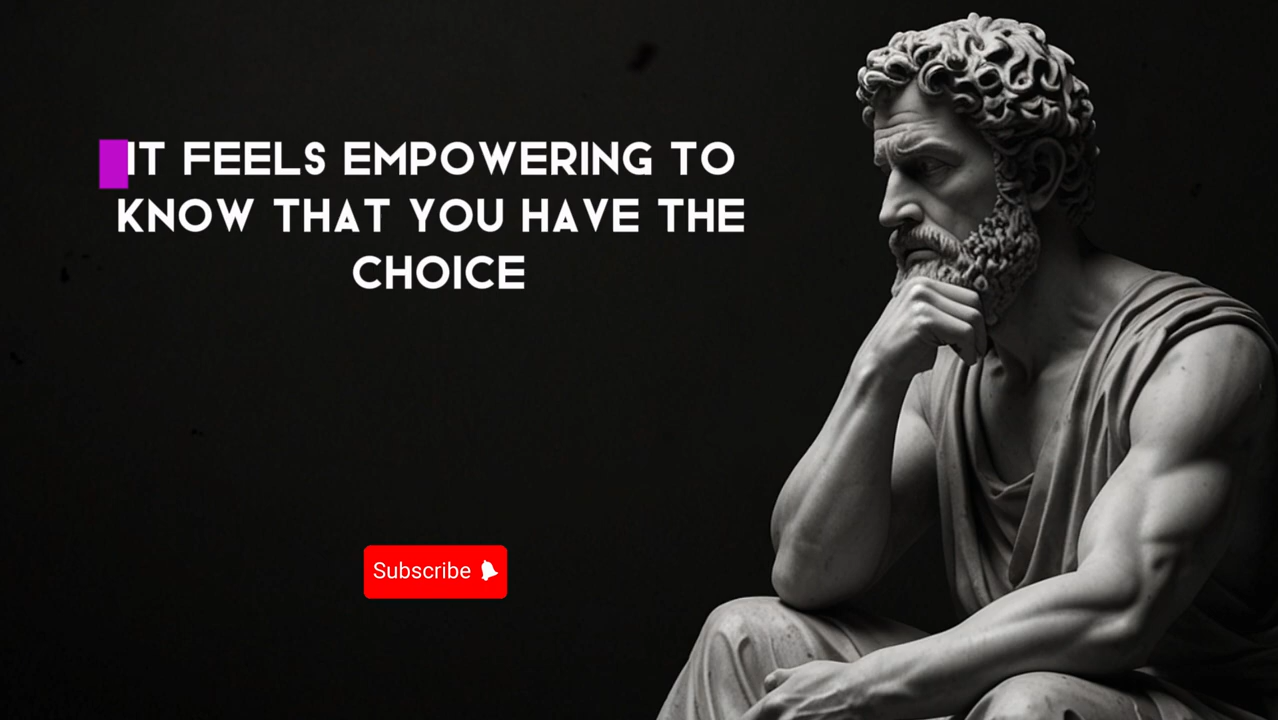 IT FEELS EMPOWERING TO
KNOW THAT YOU HAVE THE
CHOICE
Subscribe